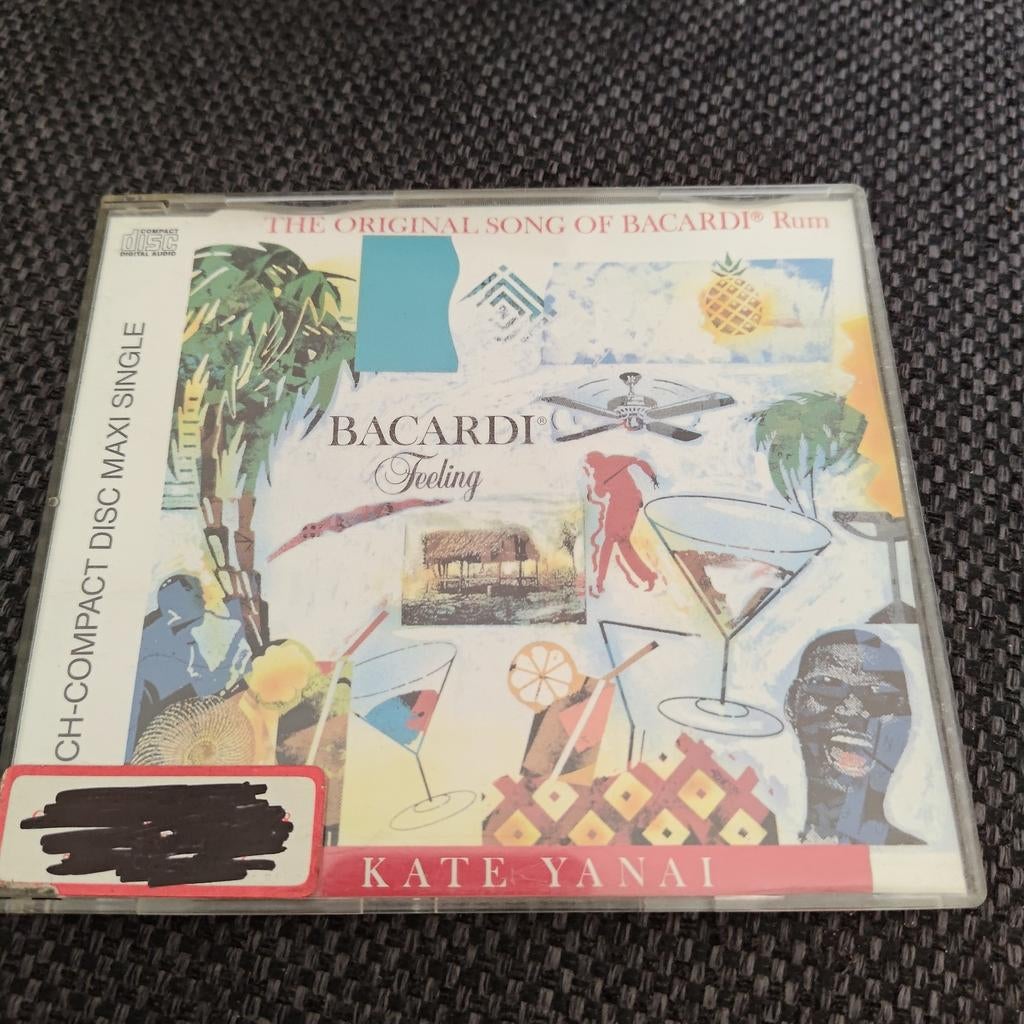 THE ORIGINAL SONG OF BACARDI® Rum
COMPACT
disc
DIGITAL AUDIO
CH-COMPACT DISC MAXI SINGLE
BACARDI®
Feeling
KATE YANAI